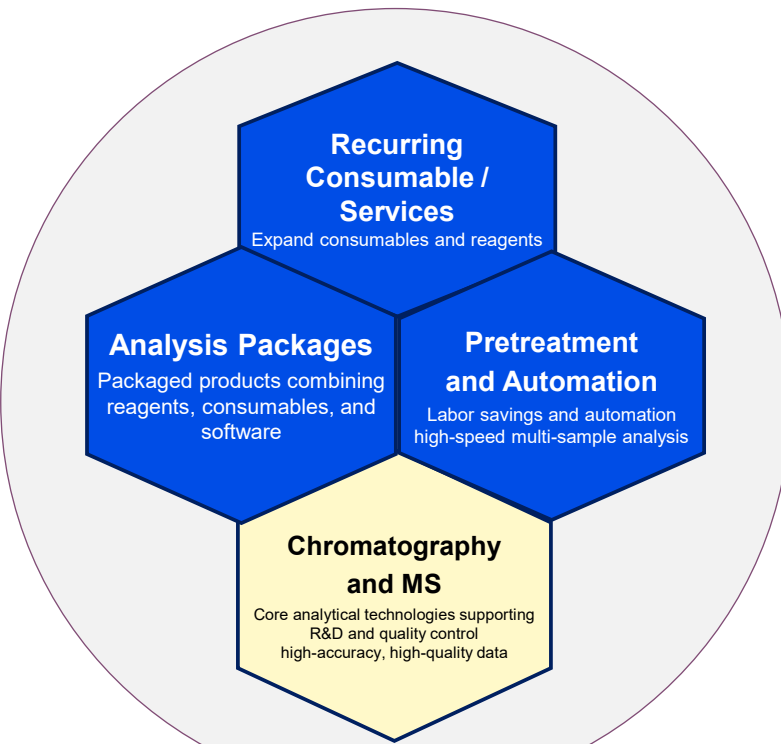 Recurring
Consumable /
Services
Expand consumables and reagents
Analysis Packages
Packaged products combining
reagents, consumables, and
software
Pretreatment
and Automation
Labor savings and automation
high-speed multi-sample analysis
Chromatography
and MS
Core analytical technologies supporting
R&D and quality control
high-accuracy, high-quality data